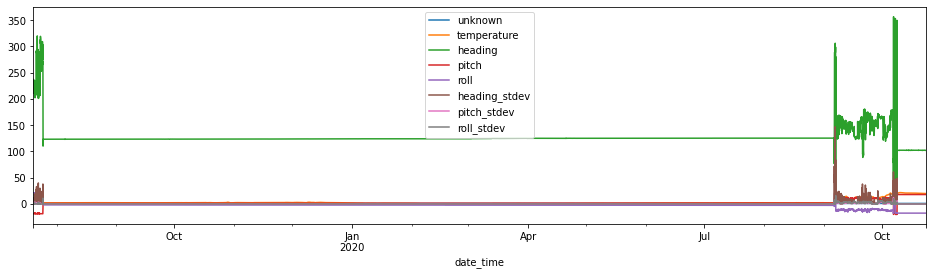 350
300
250
200
150
100
50
0
unknown
temperature
heading
pitch
roll
heading_stdev
pitch_stdev
roll_stdev
Oct
Jan
2020
Apr
Jul
Oct
date_time